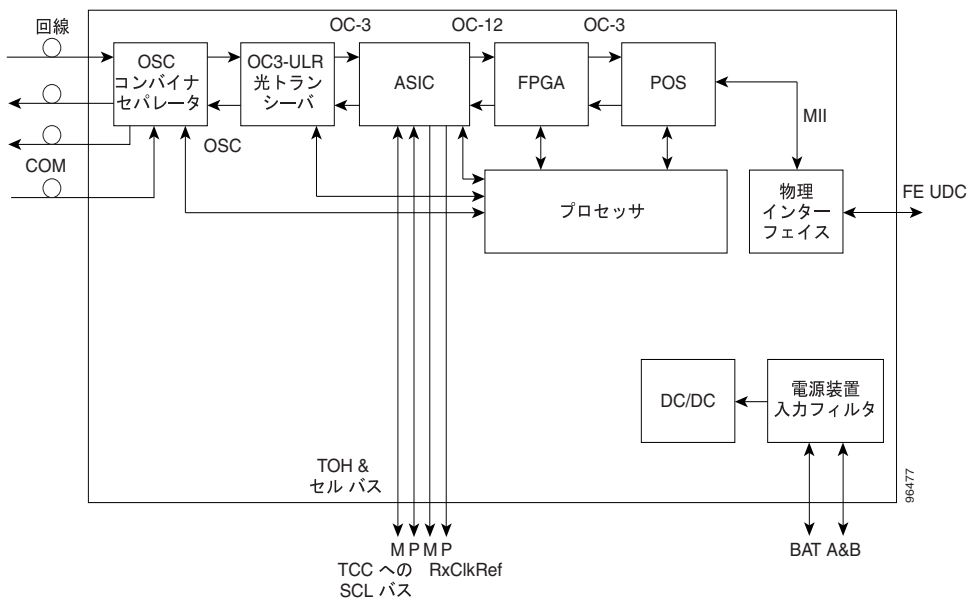 回線
OC-3
OC-12
OC-3
OSC
コンバイナ
セパレータ
OC3-ULR
光トラン
シーバ
ASIC
FPGA
POS
MII
OSC
COM
プロセッサ
物理
インター
フェイス
FE UDC
DC/DC
電源装置
入力フィルタ
TOH &
セル バス
96477
M P M P
TCC への
SCL バス
RxClkRef
BAT A&B